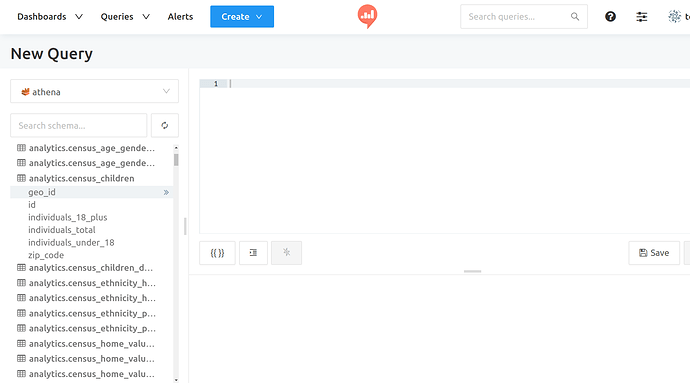 Dashboards Queries Alerts Create Search queries...
New Query
athena
Search schema...
analytics.census_age_gende...
analytics.census_age_gende...
analytics.census_children
geo_id
id
individuals_18_plus
individuals_total
individuals_under_18
zip_code
analytics.census_children_d...
analytics.census_ethnicity_h...
analytics.census_ethnicity_h...
analytics.census_ethnicity_p...
analytics.census_ethnicity_p...
analytics.census_home_valu...
analytics.census_home_valu...
analytics.census_home_valu...
1
{{ }} Save